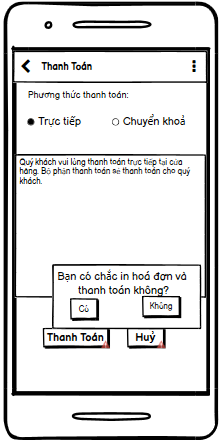 Thanh Toán
Phương thức thanh toán:
Trực tiếp
Chuyển khoả
Quý khách vui lòng thanh toán trực tiếp tại cửa
hàng. Bộ phận thanh toán sẽ thanh toán cho quý
khách.
Bạn có chắc in hoá đơn và
thanh toán không?
Có
Không
Thanh Toán
Huỷ